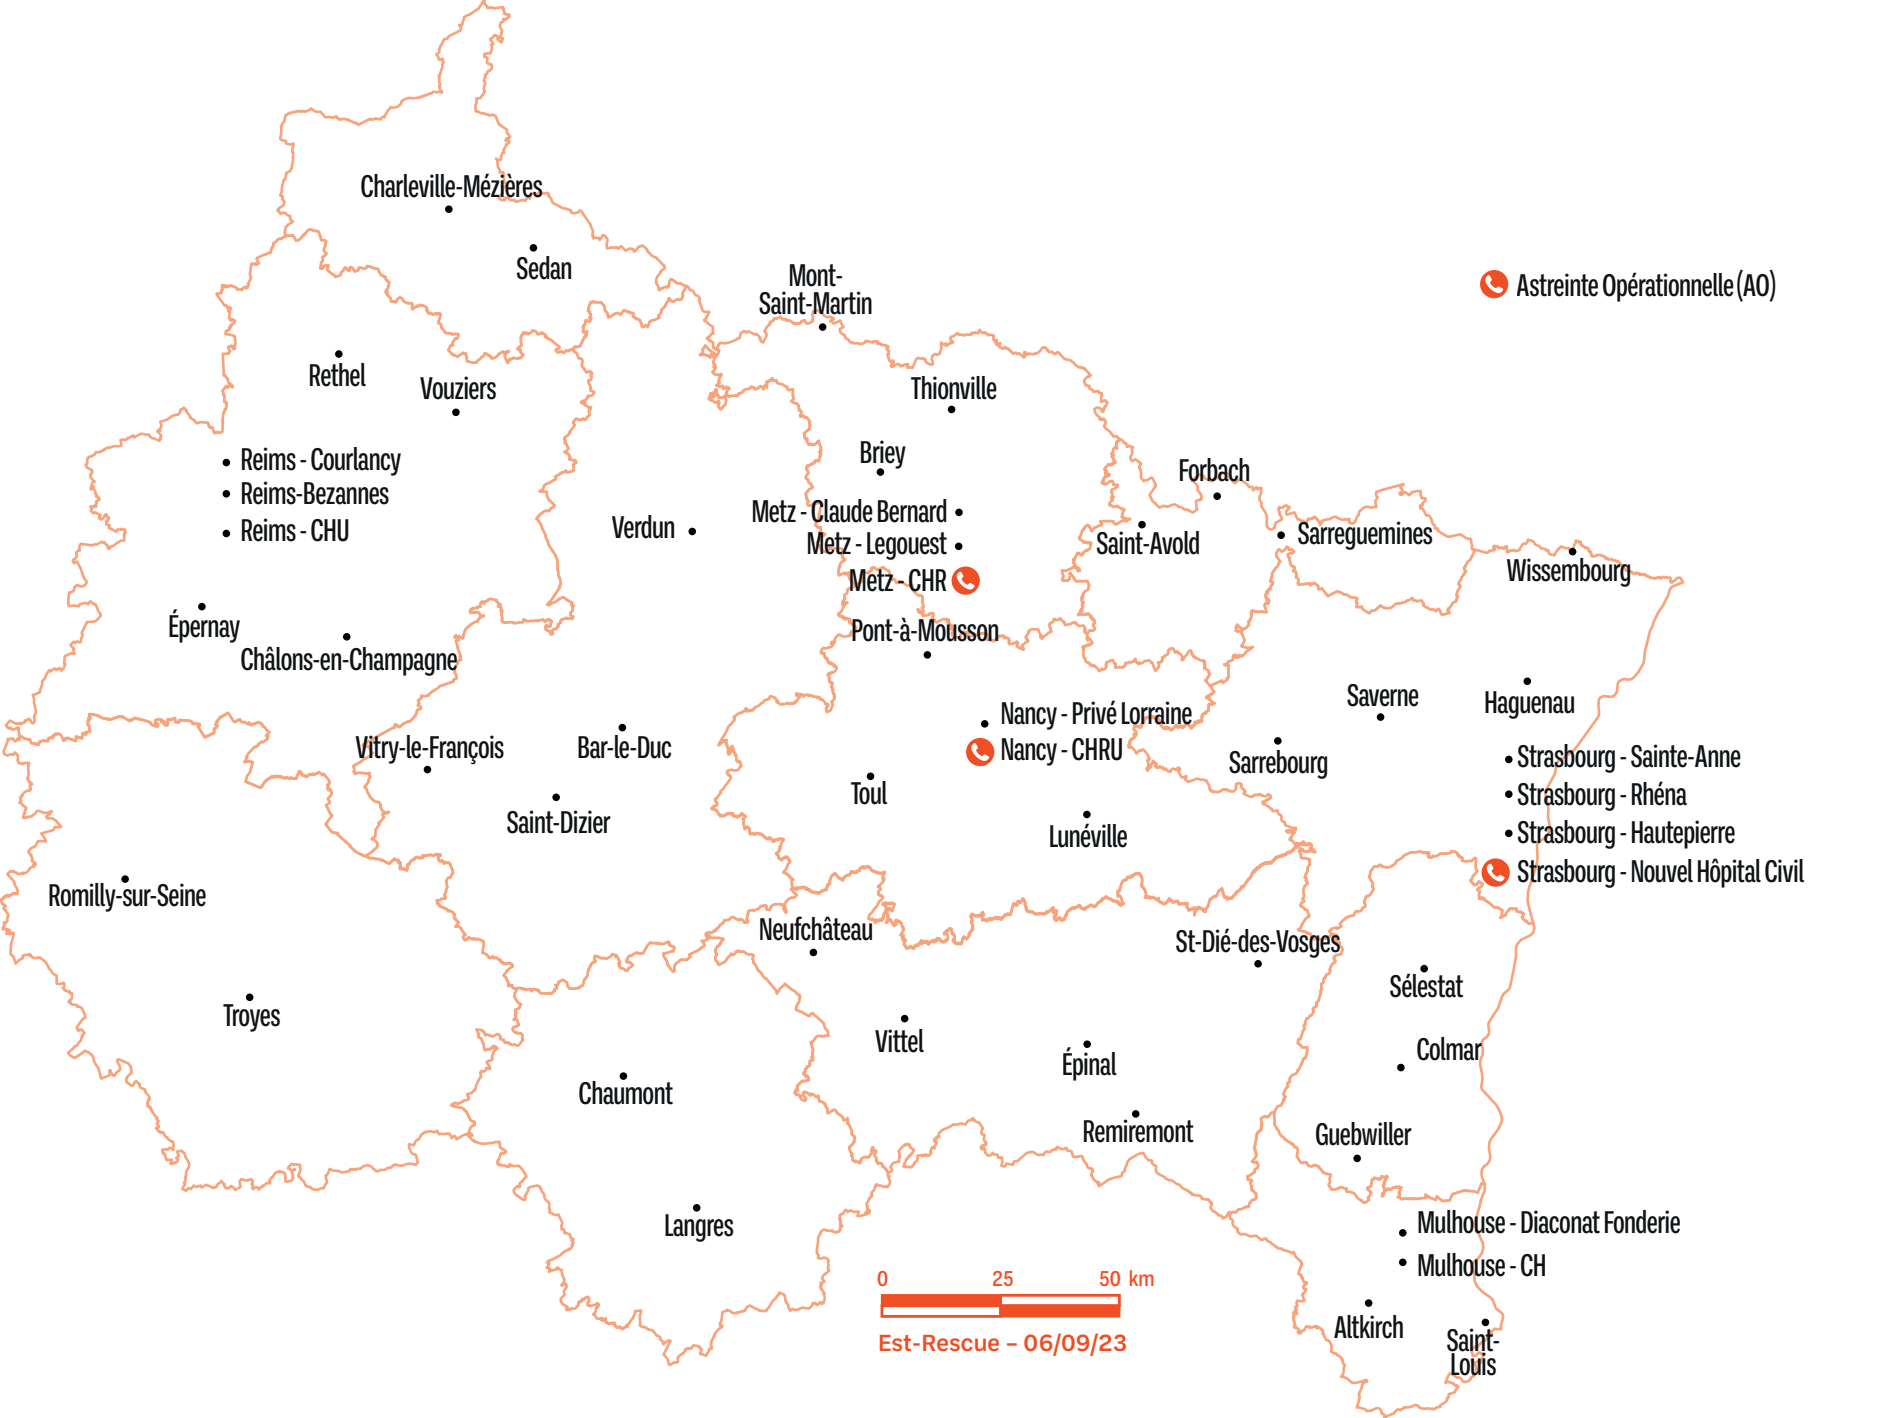 Charleville-Mézières
Sedan
Mont-
Saint-Martin
Astreinte Opérationnelle (AO)
Rethel
Vouziers
Thionville
Briey
Reims - Courlancy
Reims-Bezannes
Reims - CHU
Forbach
Verdun
Metz - Claude Bernard
Metz - Legouest
Metz - CHR
Saint-Avold
Sarreguemines
Wissembourg
Épernay
Châlons-en-Champagne
Pont-à-Mousson
Saverne
Haguenau
Nancy - Privé Lorraine
Nancy - CHRU
Vitry-le-François
Bar-le-Duc
Sarrebourg
Strasbourg - Sainte-Anne
Strasbourg - Rhéna
Strasbourg - Hautepierre
Strasbourg - Nouvel Hôpital Civil
Toul
Saint-Dizier
Lunéville
Romilly-sur-Seine
Neufchâteau
St-Dié-des-Vosges
Sélestat
Troyes
Vittel
Épinal
Colmar
Chaumont
Remiremont
Guebwiller
Langres
Mulhouse - Diaconat Fonderie
Mulhouse - CH
0 25 50 km
Altkirch
Saint-
Louis
Est-Rescue – 06/09/23